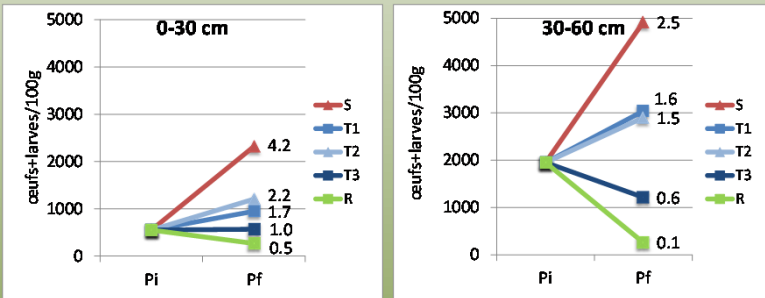 0-30 cm
œufs+larves/100g
5000
4000
3000
2000
1000
0
4.2
2.2
1.7
1.0
0.5
Pi Pf
S
T1
T2
T3
R
30-60 cm
œufs+larves/100g
5000
4000
3000
2000
1000
0
2.5
1.6
1.5
0.6
0.1
Pi Pf
S
T1
T2
T3
R